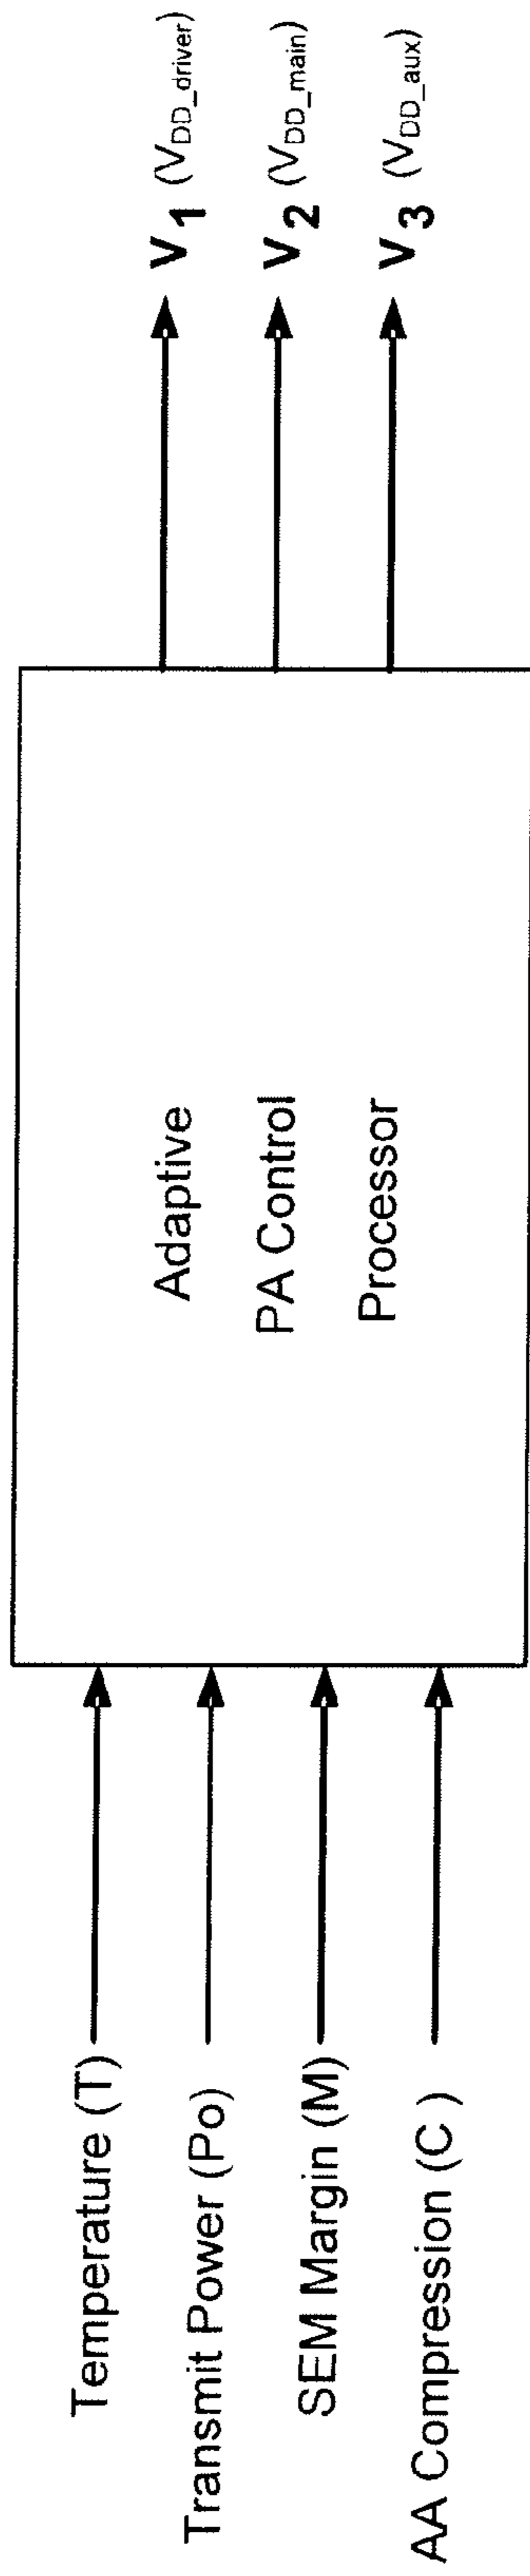 Temperature (T)
Transmit Power (Po)
SEM Margin (M)
AA Compression (C )
Adaptive
PA Control
Processor
V1 (VDD_driver)
V2 (VDD_main)
V3 (VDD_aux)